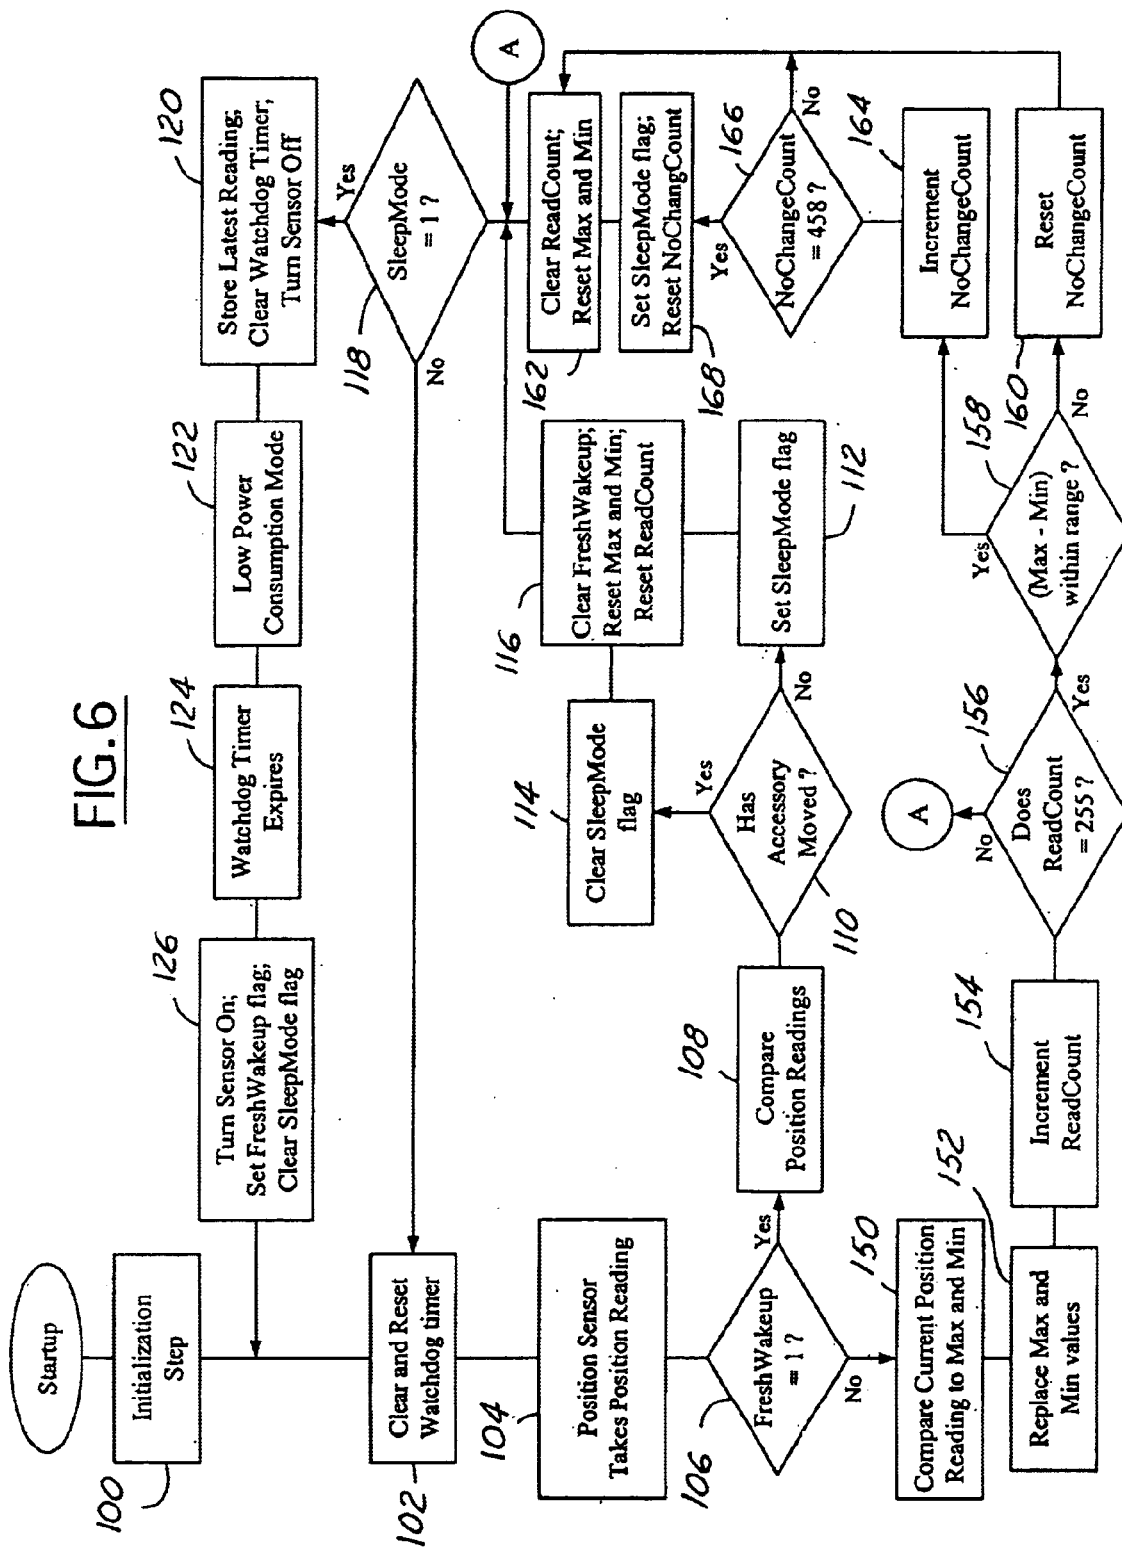 FIG. 6
Startup
Initialization
Step
100
Clear and Reset
Watchdog timer
102
Position Sensor
Takes Position Reading
104
FreshWakeup
= 1 ?
106
Yes
No
Compare
Position Readings
108
Has
Accessory
Moved ?
110
Yes
No
Set SleepMode flag
112
Clear SleepMode
flag
114
Clear FreshWakeup;
Reset Max and Min;
Reset ReadCount
116
SleepMode
= 1 ?
118
Yes
No
Store Latest Reading;
Clear Watchdog Timer;
Turn Sensor Off
120
Low Power
Consumption Mode
122
Watchdog Timer
Expires
124
Turn Sensor On;
Set FreshWakeup flag;
Clear SleepMode flag
126
Compare Current Position
Reading to Max and Min
150
Replace Max and
Min values
152
Increment
ReadCount
154
Does
ReadCount
= 255 ?
156
No
Yes
A
(Max - Min)
within range ?
158
Yes
No
Reset
NoChangeCount
160
Clear ReadCount;
Reset Max and Min
162
Increment
NoChangeCount
164
NoChangeCount
= 458 ?
166
Yes
No
Set SleepMode flag;
Reset NoChangCount
168
A